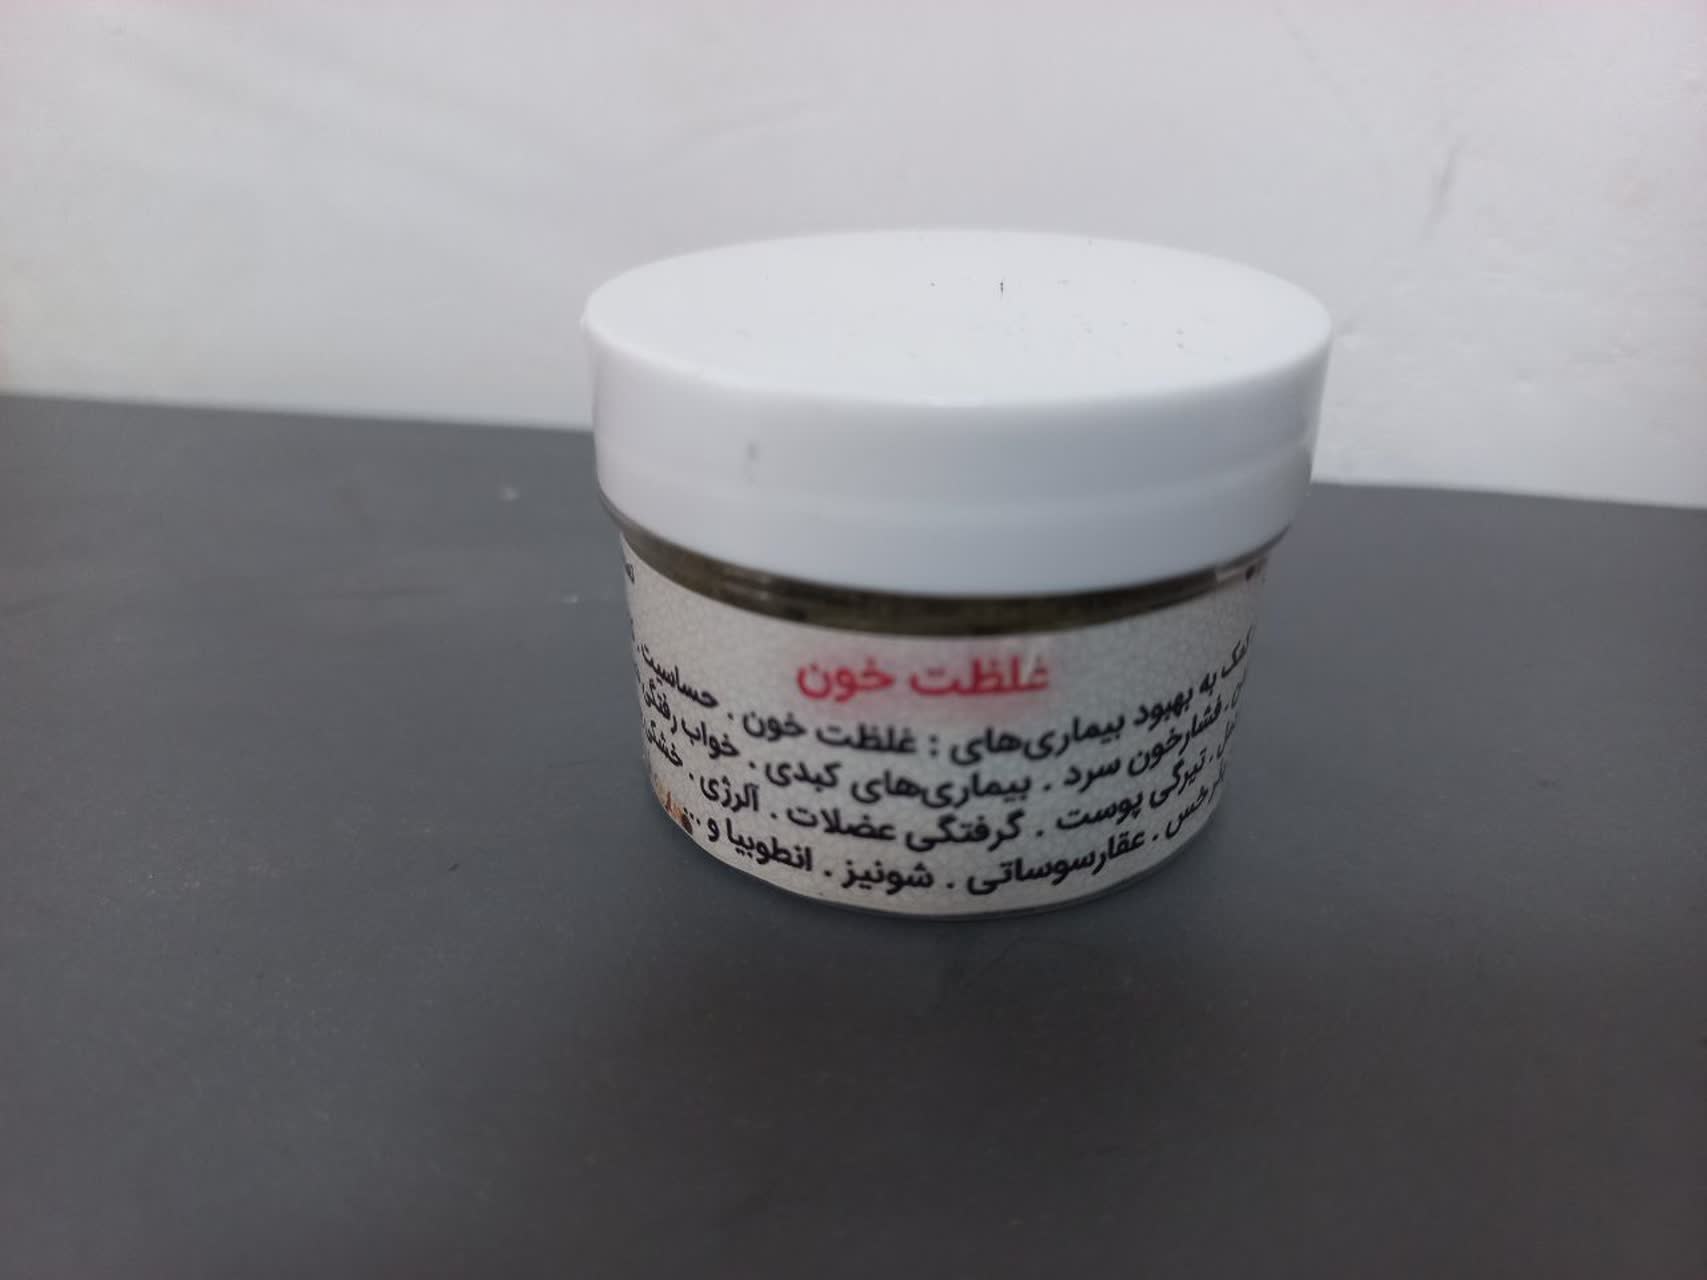 غلظت خون
کمک به بهبود بیماری‌های : غلظت خون . حساسیت .
. فشارخون سرد . بیماری‌های کبدی . خواب رفتگی
. تیرگی پوست . گرفتگی عضلات . آلرژی . خشکی
. عقارسوساتی . شونیز . انطوبیا و ...